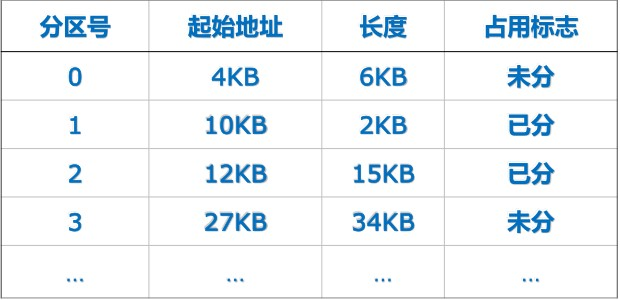 分区号 起始地址 长度 占用标志
0 4KB 6KB 未分
1 10KB 2KB 已分
2 12KB 15KB 已分
3 27KB 34KB 未分
... ... ... ...